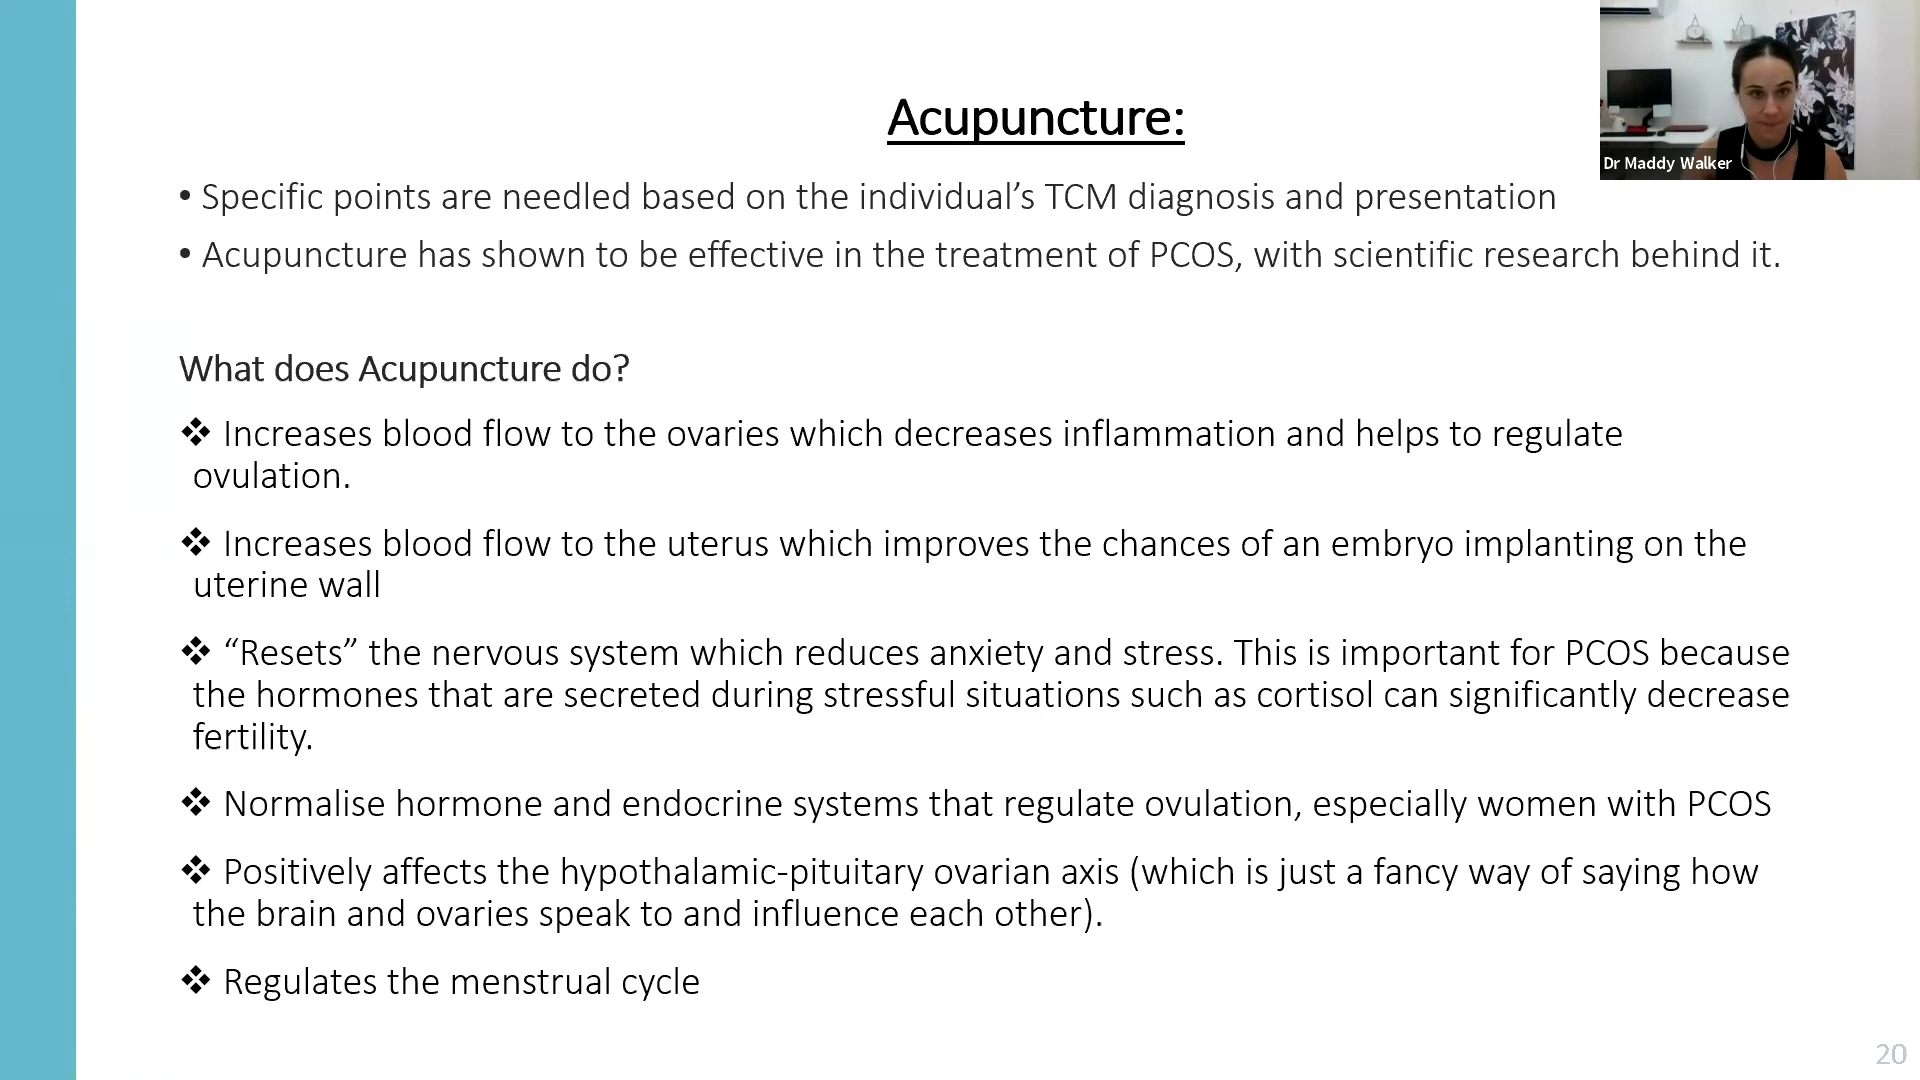 Acupuncture:
Dr Maddy Walker
• Specific points are needled based on the individual’s TCM diagnosis and presentation
• Acupuncture has shown to be effective in the treatment of PCOS, with scientific research behind it.
What does Acupuncture do?
❖ Increases blood flow to the ovaries which decreases inflammation and helps to regulate
ovulation.
❖ Increases blood flow to the uterus which improves the chances of an embryo implanting on the
uterine wall
❖ “Resets” the nervous system which reduces anxiety and stress. This is important for PCOS because
the hormones that are secreted during stressful situations such as cortisol can significantly decrease
fertility.
❖ Normalise hormone and endocrine systems that regulate ovulation, especially women with PCOS
❖ Positively affects the hypothalamic-pituitary ovarian axis (which is just a fancy way of saying how
the brain and ovaries speak to and influence each other).
❖ Regulates the menstrual cycle
20